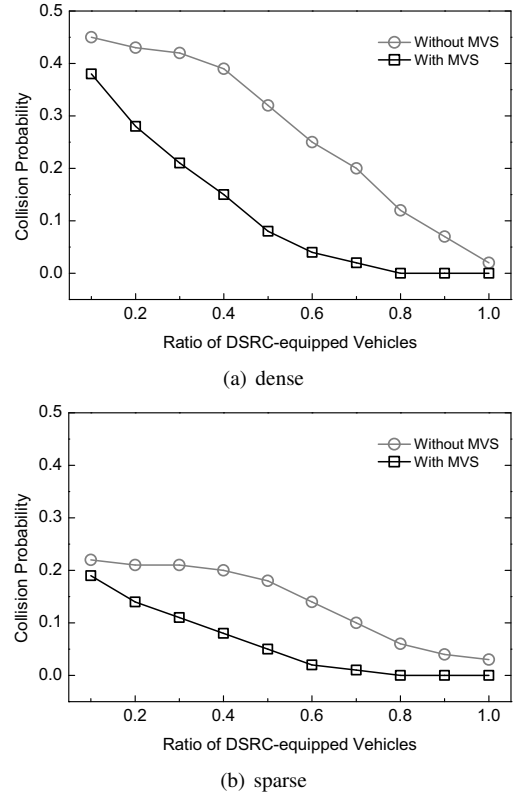 0.5
0.4
0.3
0.2
0.1
0.0
Collision Probability
Without MVS
With MVS
0.2 0.4 0.6 0.8 1.0
Ratio of DSRC-equipped Vehicles
(a) dense
0.5
0.4
0.3
0.2
0.1
0.0
Collision Probability
Without MVS
With MVS
0.2 0.4 0.6 0.8 1.0
Ratio of DSRC-equipped Vehicles
(b) sparse